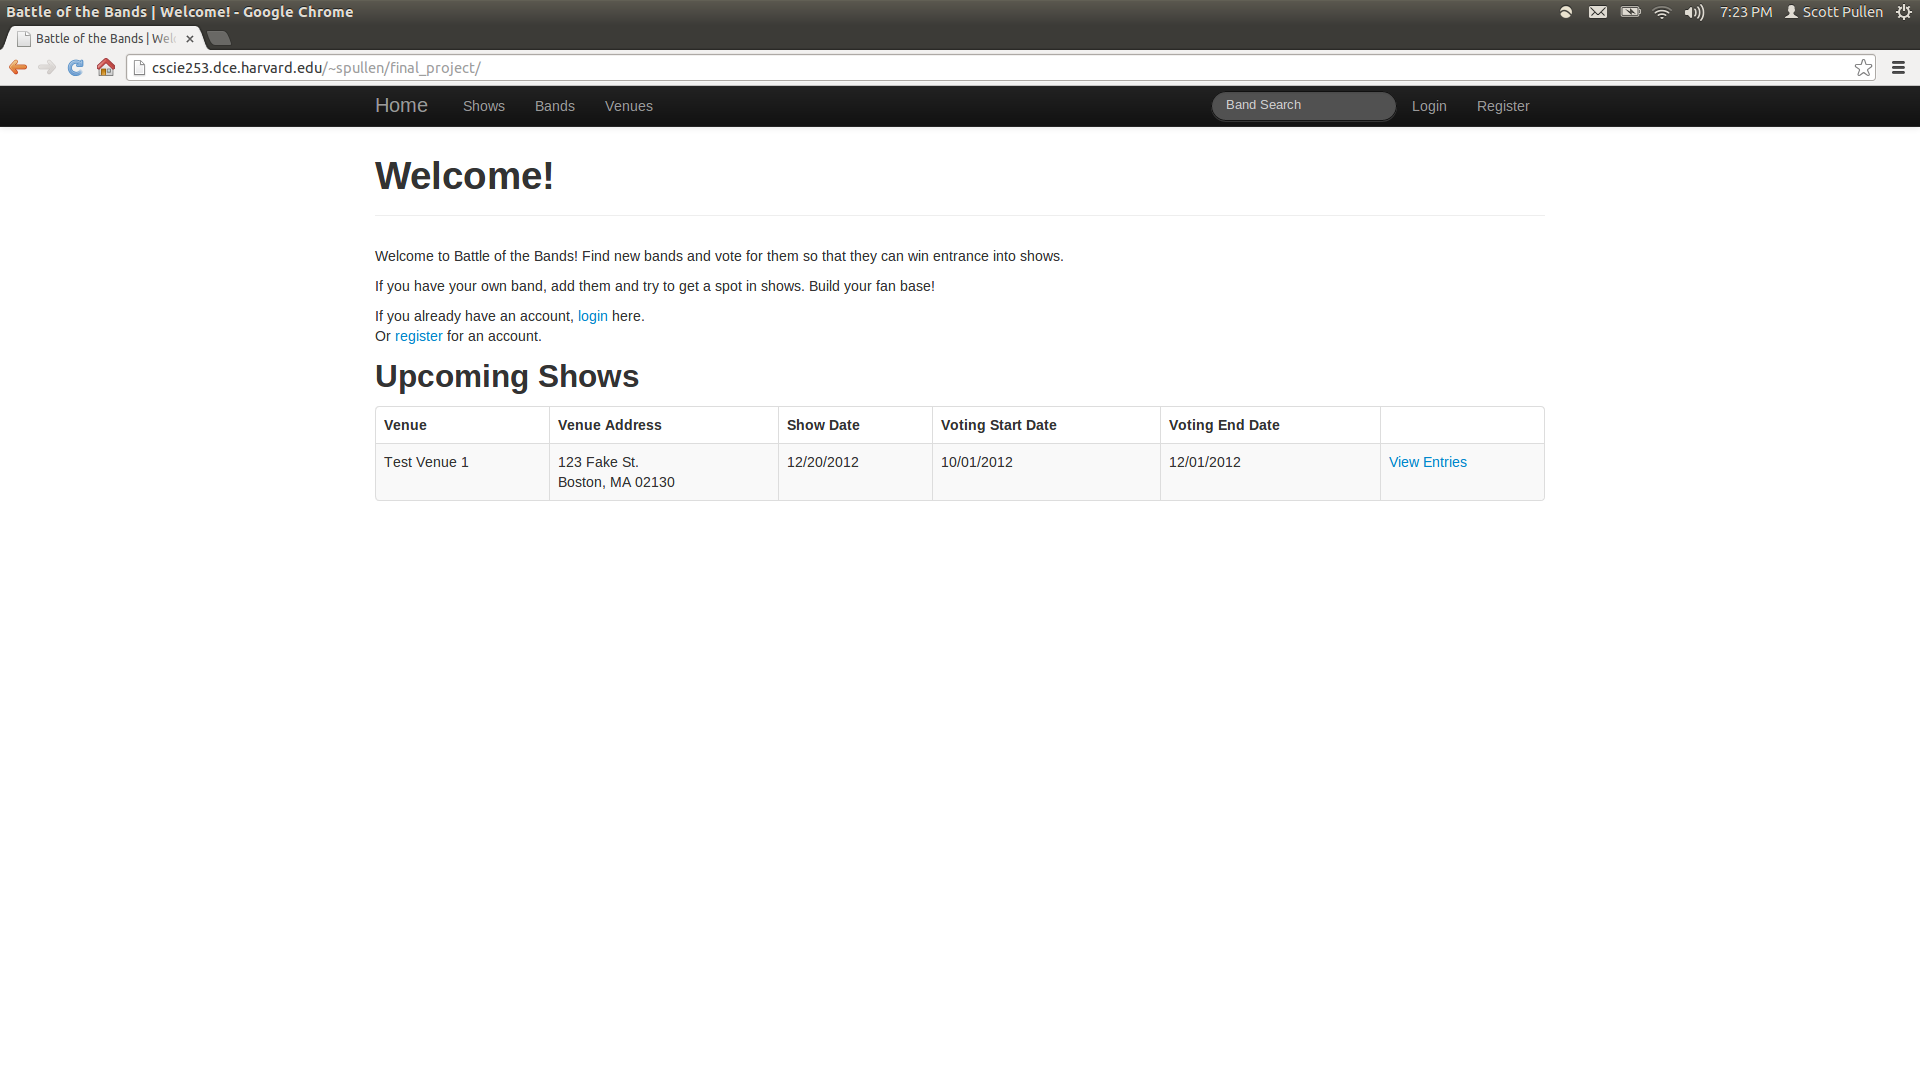 Battle of the Bands | Welcome! - Google Chrome
7:23 PM Scott Pullen
Battle of the Bands | Welc
cscie253.dce.harvard.edu/~spullen/final_project/
Home Shows Bands Venues Band Search Login Register
Welcome!
Welcome to Battle of the Bands! Find new bands and vote for them so that they can win entrance into shows.
If you have your own band, add them and try to get a spot in shows. Build your fan base!
If you already have an account, login here.
Or register for an account.
Upcoming Shows
Venue Venue Address Show Date Voting Start Date Voting End Date
Test Venue 1 123 Fake St. 12/20/2012 10/01/2012 12/01/2012 View Entries
Boston, MA 02130